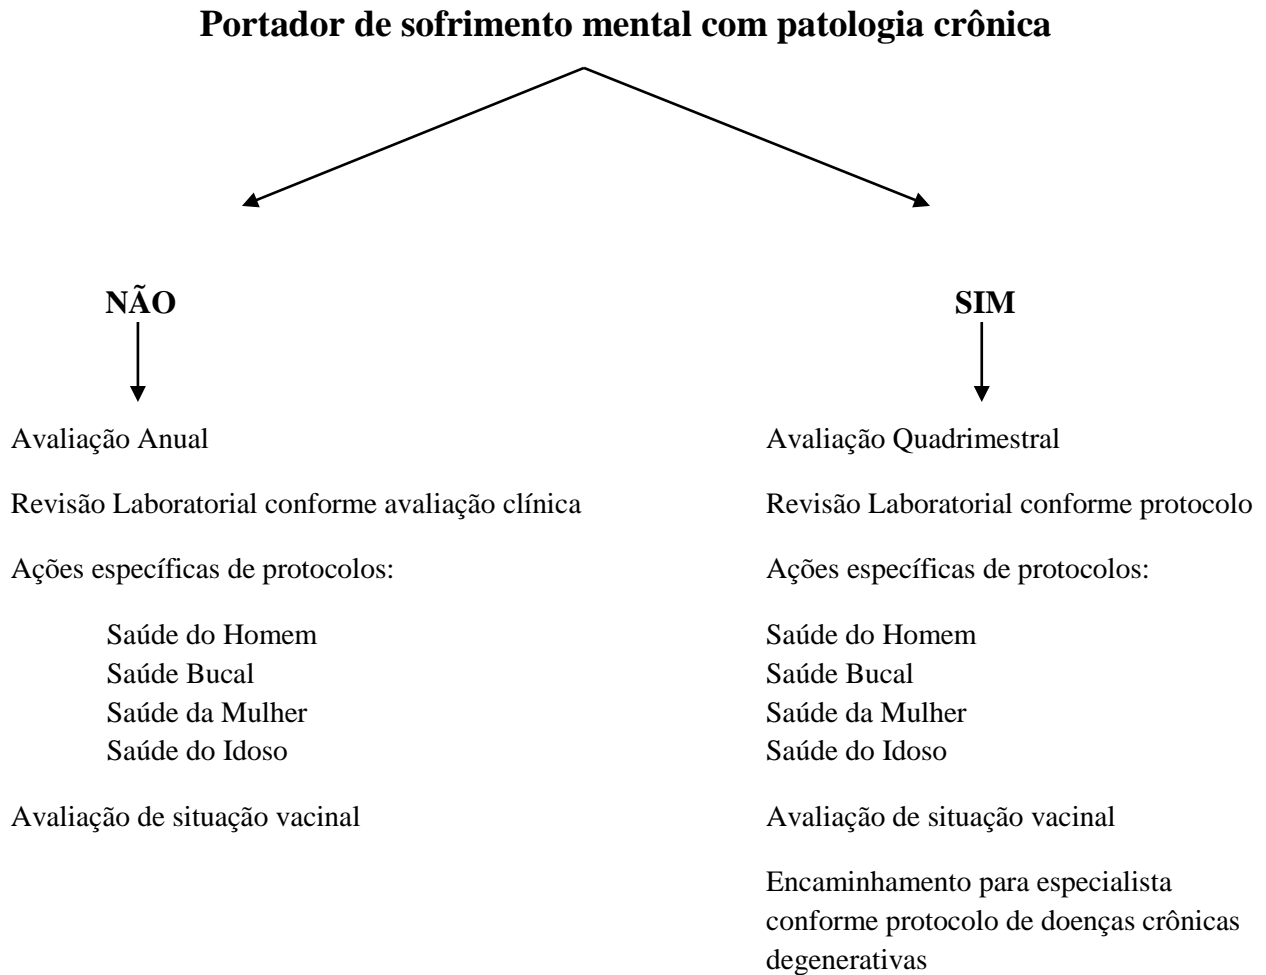 Portador de sofrimento mental com patologia crônica
NÃO
Avaliação Anual
Revisão Laboratorial conforme avaliação clínica
Ações específicas de protocolos:
Saúde do Homem
Saúde Bucal
Saúde da Mulher
Saúde do Idoso
Avaliação de situação vacinal
SIM
Avaliação Quadrimestral
Revisão Laboratorial conforme protocolo
Ações específicas de protocolos:
Saúde do Homem
Saúde Bucal
Saúde da Mulher
Saúde do Idoso
Avaliação de situação vacinal
Encaminhamento para especialista
conforme protocolo de doenças crônicas
degenerativas